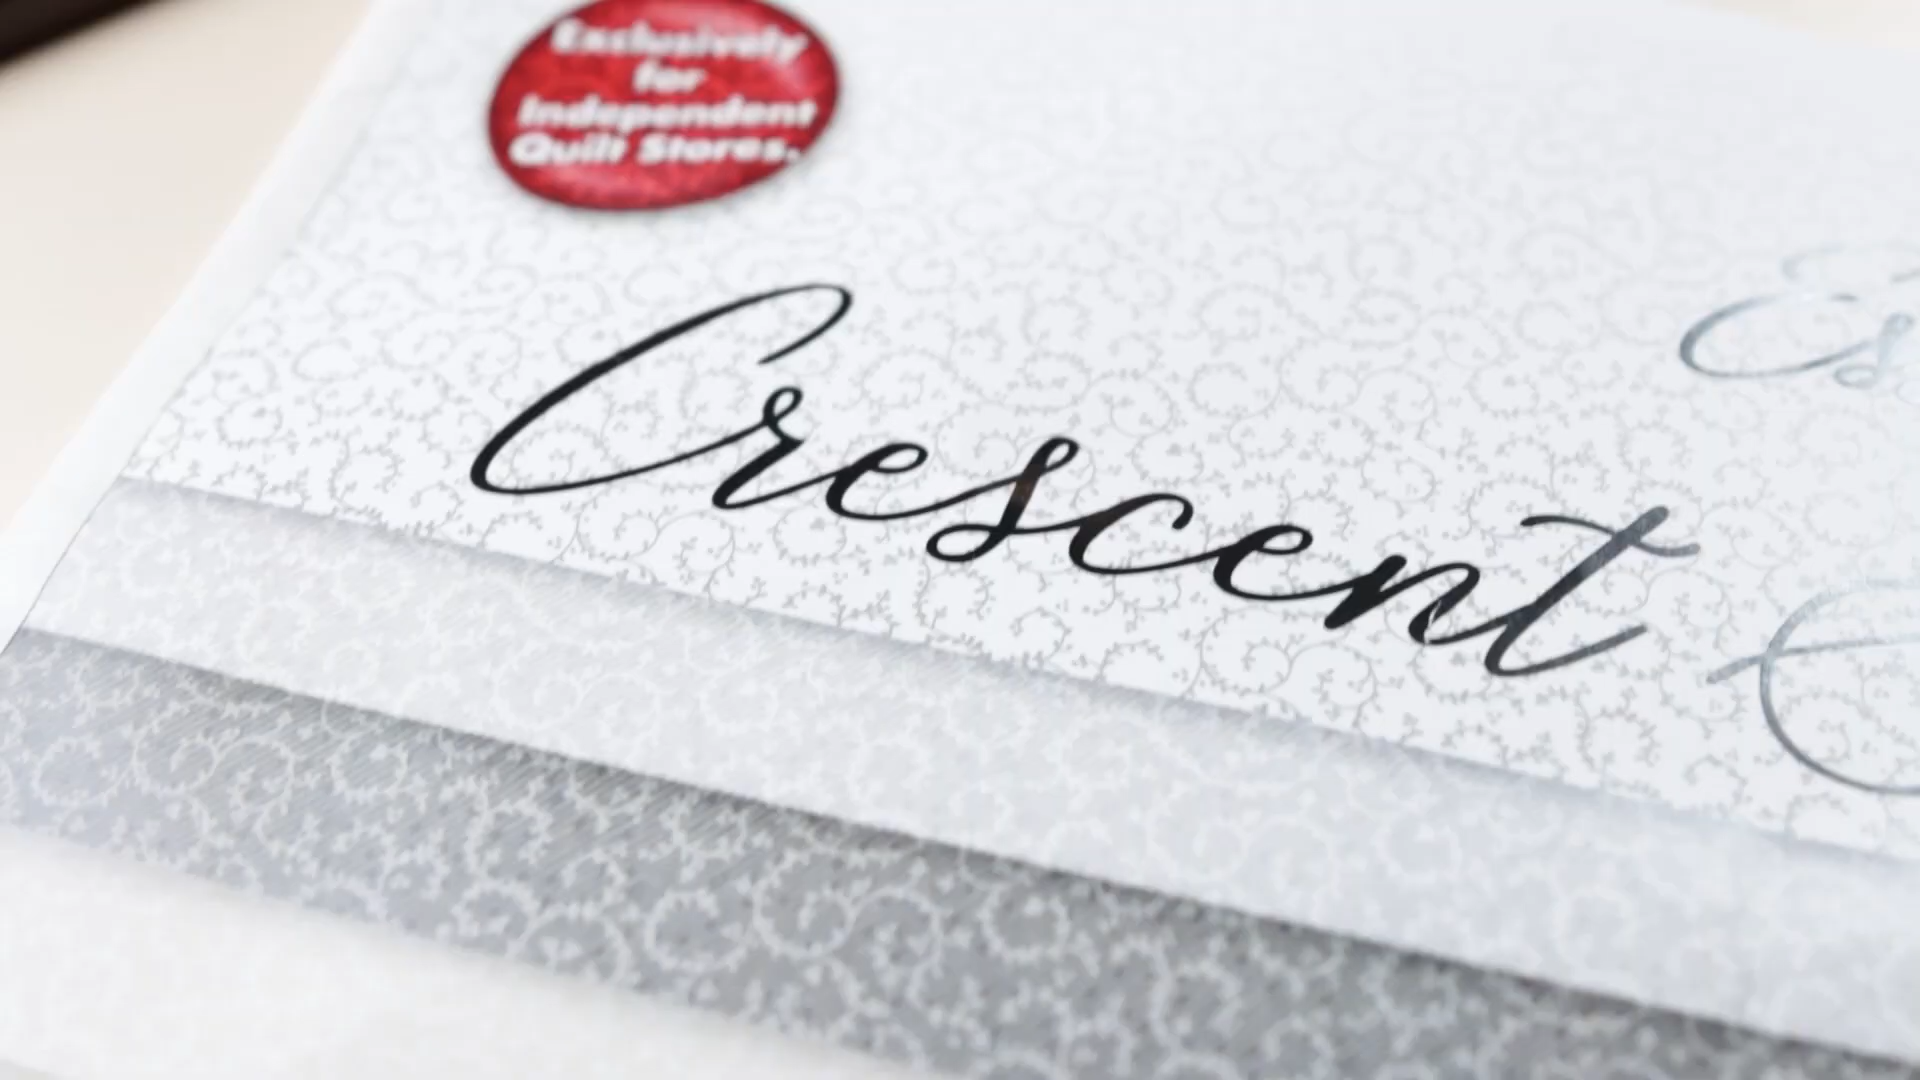 Exclusively
for
Independent
Quilt Stores.
Crescent